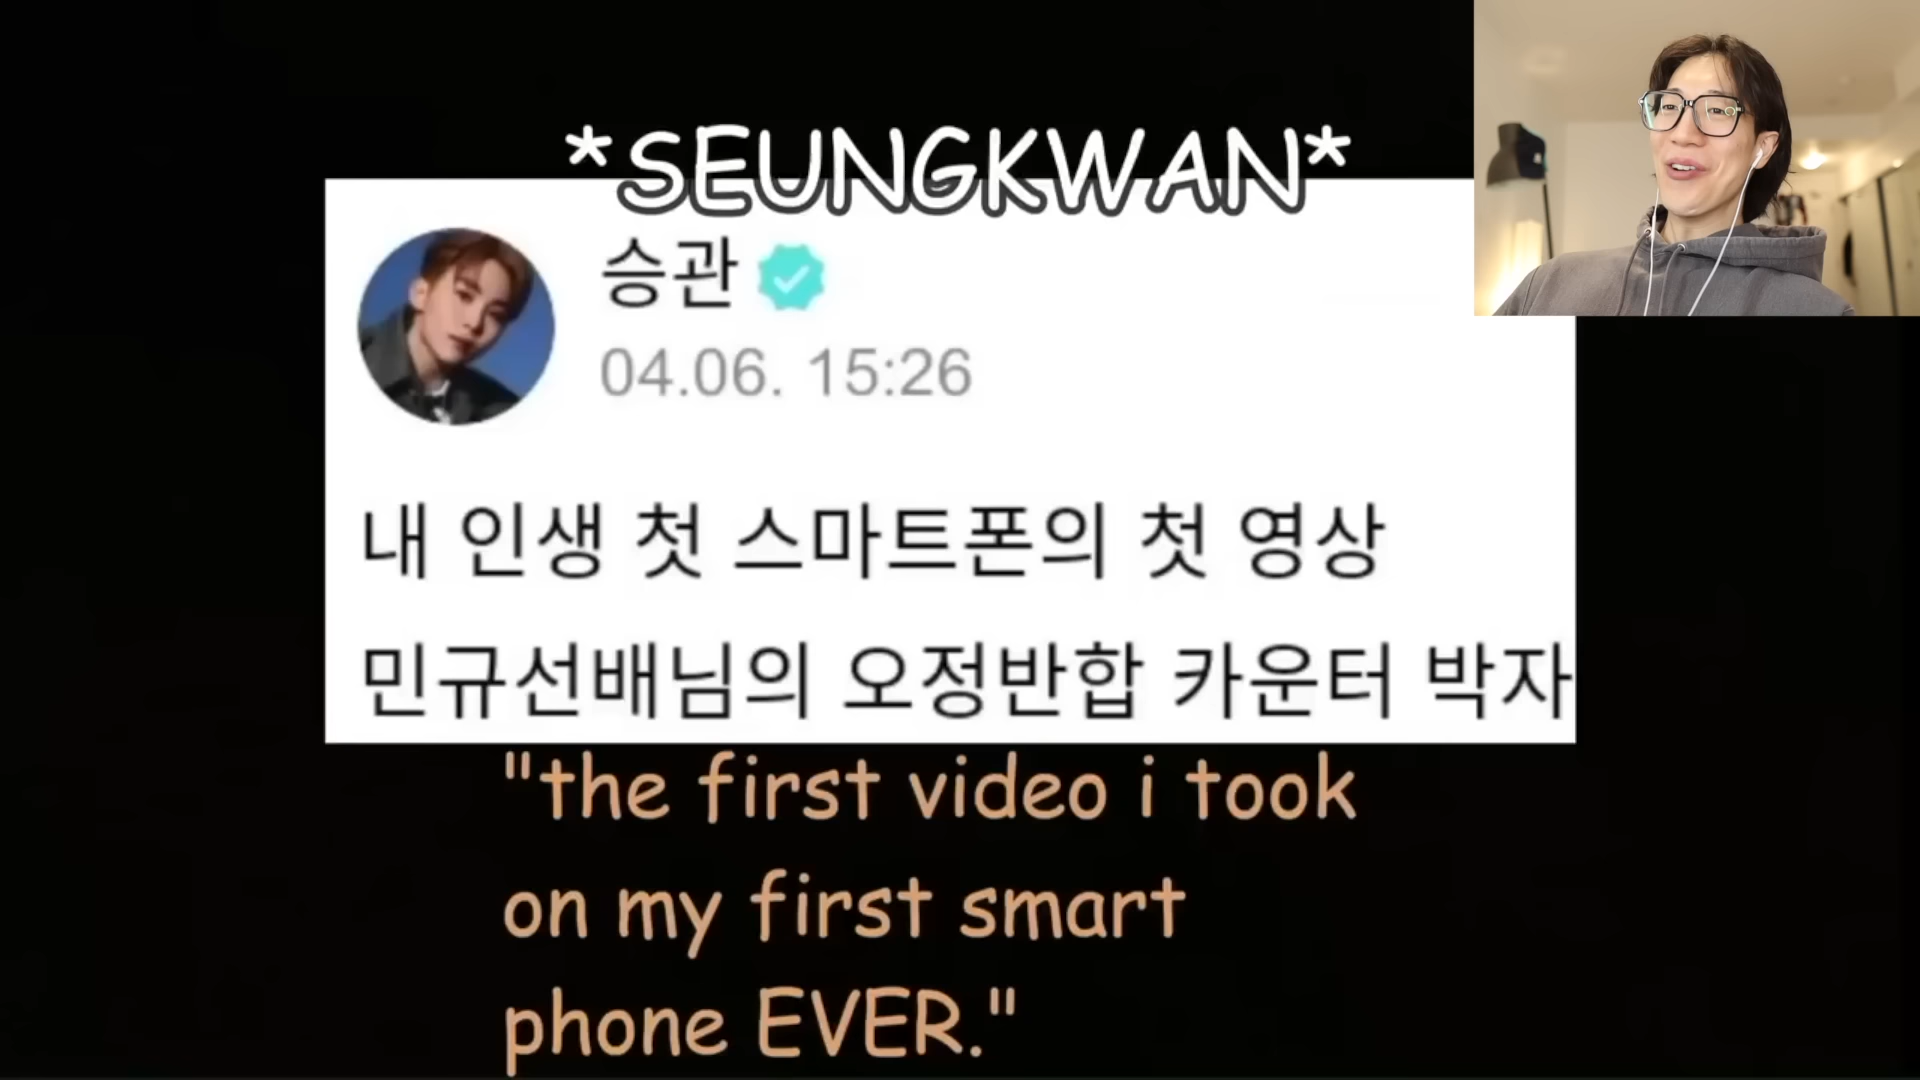 *SEUNGKWAN*
승관
04.06. 15:26
내 인생 첫 스마트폰의 첫 영상
민규선배님의 오정반합 카운터 박자
"the first video i took
on my first smart
phone EVER."